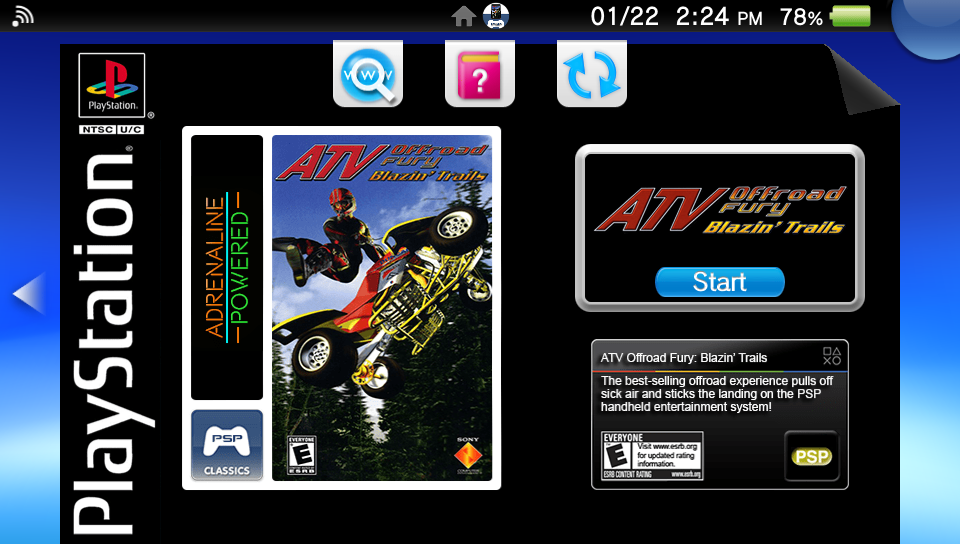 01/22 2:24 PM 78%
PlayStation®
NTSC U/C
PlayStation®
www
?
ADRENALINE
—POWERED—
PSP
CLASSICS
ATV Offroad
Fury
Blazin' Trails
EVERYONE
E
ESRB
SONY
ATV Offroad
Fury
Blazin' Trails
Start
ATV Offroad Fury: Blazin' Trails
The best-selling offroad experience pulls off
sick air and sticks the landing on the PSP
handheld entertainment system!
EVERYONE
E
Visit www.esrb.org
for updated rating
information.
ESRB CONTENT RATING www.esrb.org
PSP